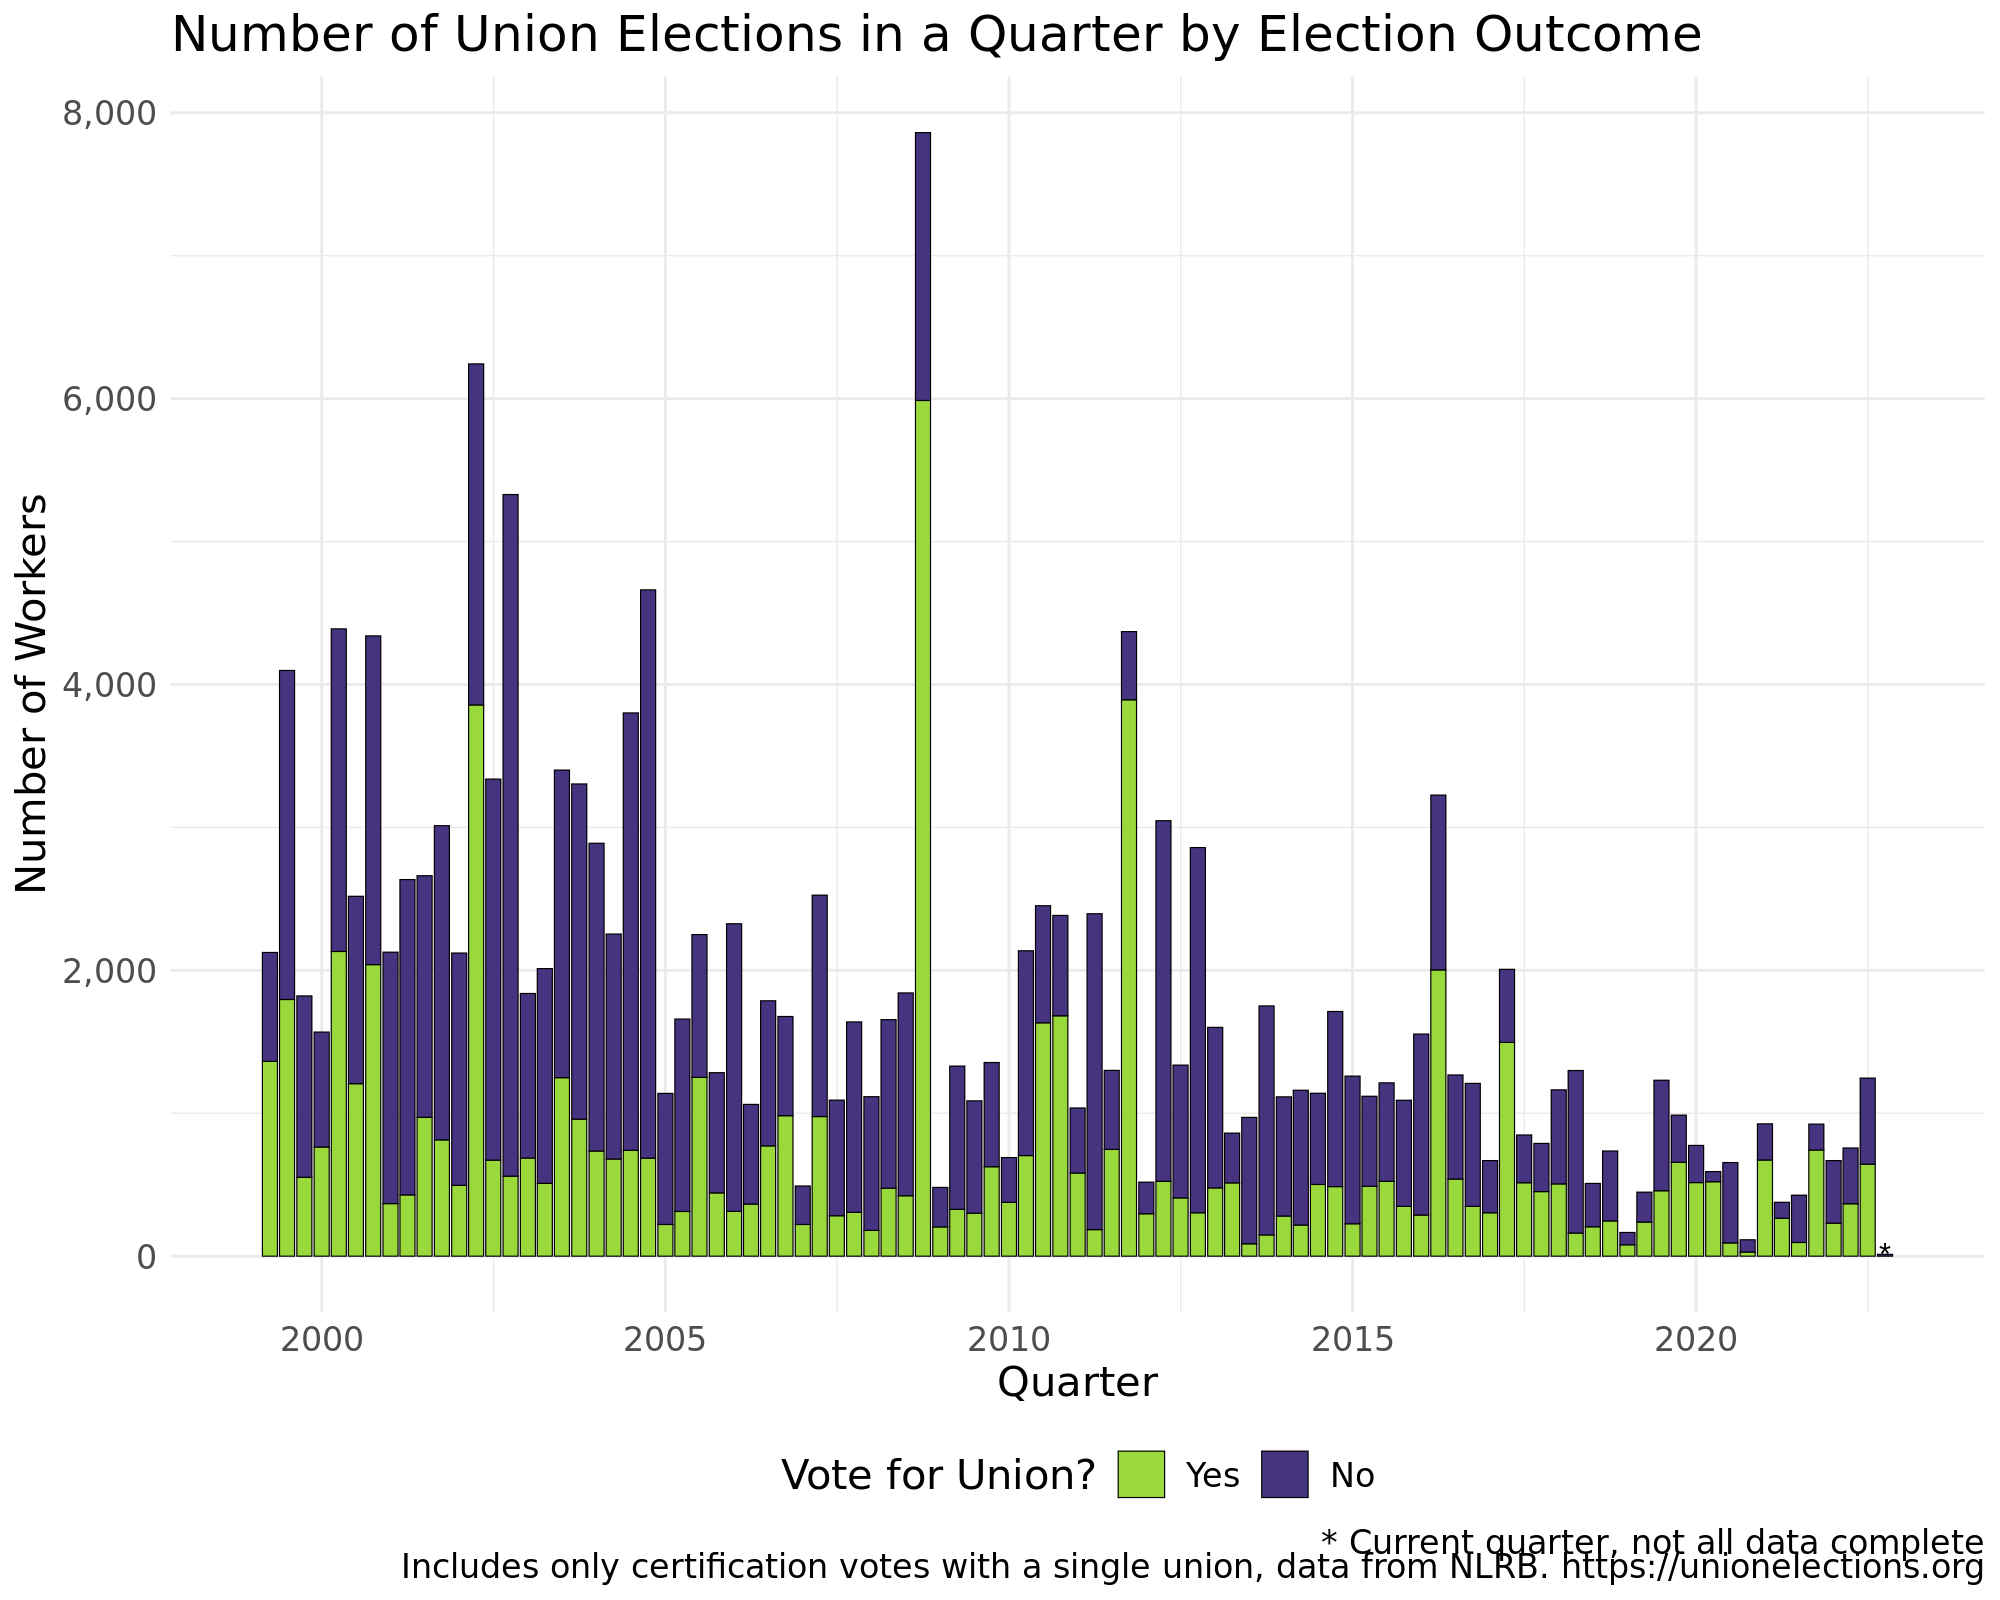 Number of Union Elections in a Quarter by Election Outcome
Number of Workers
8,000
6,000
4,000
2,000
0
*
2000 2005 2010 2015 2020
Quarter
Vote for Union? Yes No
* Current quarter, not all data complete
Includes only certification votes with a single union, data from NLRB. https://unionelections.org